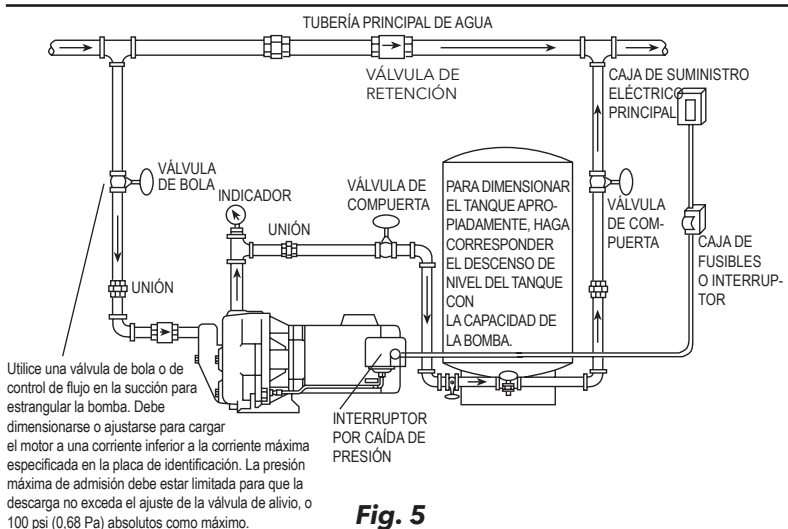 TUBERÍA PRINCIPAL DE AGUA
VÁLVULA DE
RETENCIÓN
CAJA DE SUMINISTRO
ELÉCTRICO
PRINCIPAL
VÁLVULA
DE BOLA
INDICADOR
UNIÓN
VÁLVULA DE
COMPUERTA
PARA DIMENSIONAR
EL TANQUE APRO-
PIADAMENTE, HAGA
CORRESPONDER
EL DESCENSO DE
NIVEL DEL TANQUE
CON
LA CAPACIDAD DE
LA BOMBA.
VÁLVULA
DE COM-
PUERTA
CAJA DE
FUSIBLES
O INTERRUP-
TOR
UNIÓN
Utilice una válvula de bola o de
control de flujo en la succión para
estrangular la bomba. Debe
dimensionarse o ajustarse para cargar
el motor a una corriente inferior a la corriente máxima
especificada en la placa de identificación. La presión
máxima de admisión debe estar limitada para que la
descarga no exceda el ajuste de la válvula de alivio, o
100 psi (0,68 Pa) absolutos como máximo.
INTERRUPTOR
POR CAÍDA DE
PRESIÓN
Fig. 5